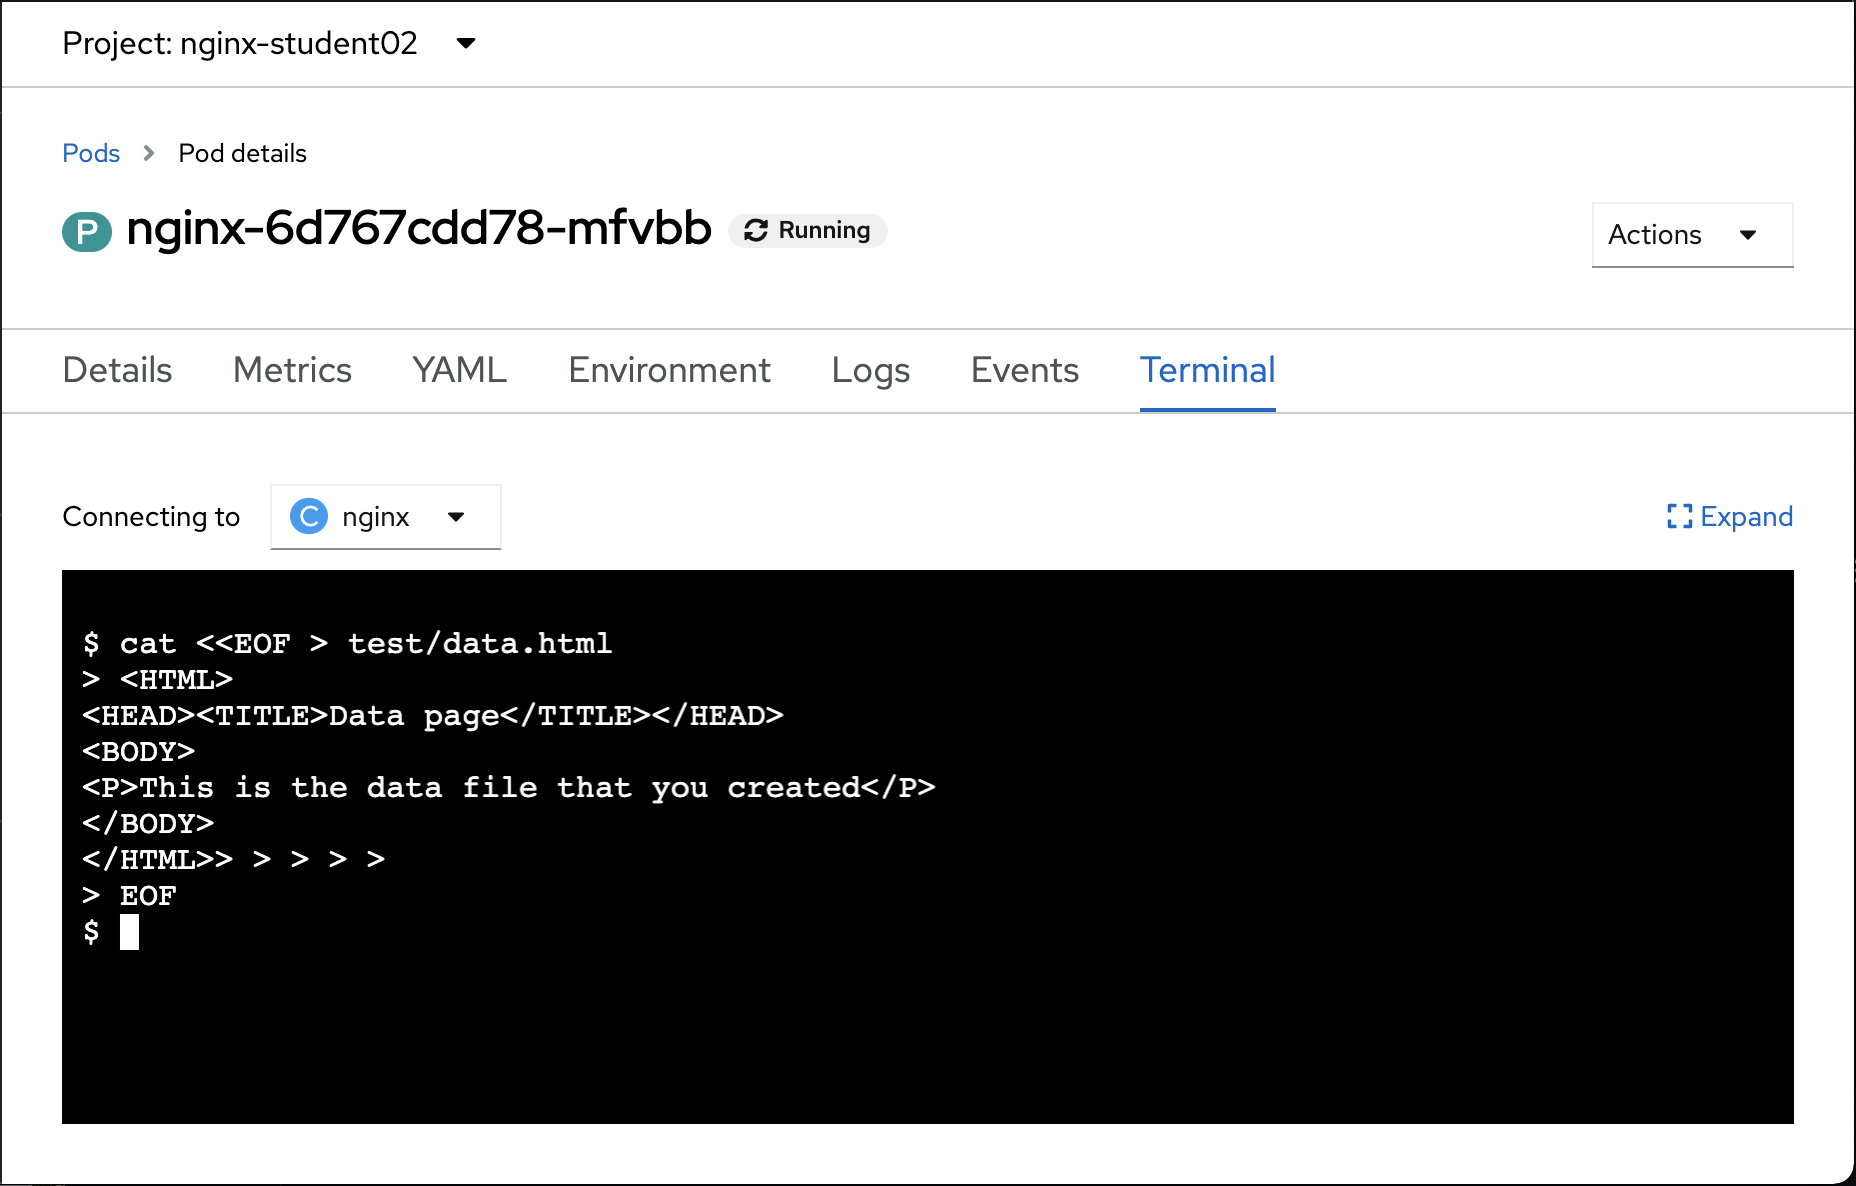 Project: nginx-student02
Pods > Pod details
P nginx-6d767cdd78-mfvbb Running
Actions
Details Metrics YAML Environment Logs Events Terminal
Connecting to C nginx
Expand
$ cat <<EOF > test/data.html
> <HTML>
<HEAD><TITLE>Data page</TITLE></HEAD>
<BODY>
<P>This is the data file that you created</P>
</BODY>
</HTML>> > > > >
> EOF
$